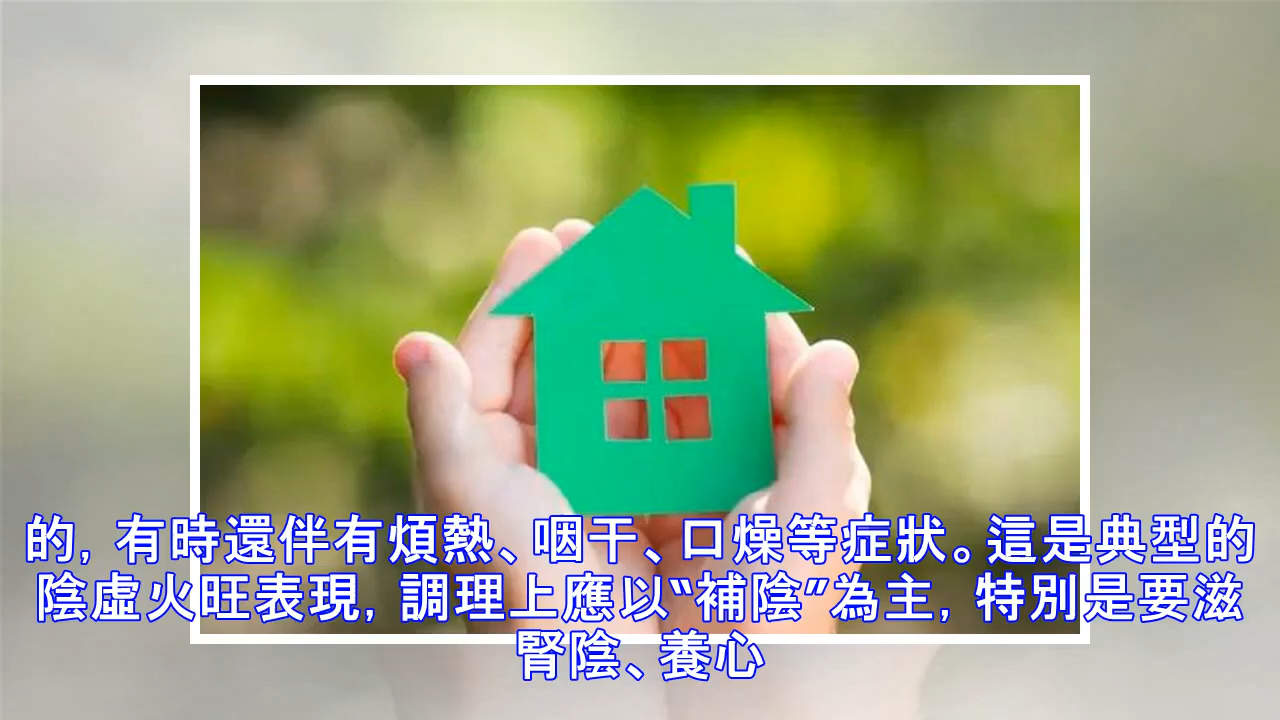 的, 有時還伴有煩熱、咽干、口燥等症狀。這是典型的
陰虛火旺表現, 調理上應以“補陰”為主, 特別是要滋
腎陰、養心